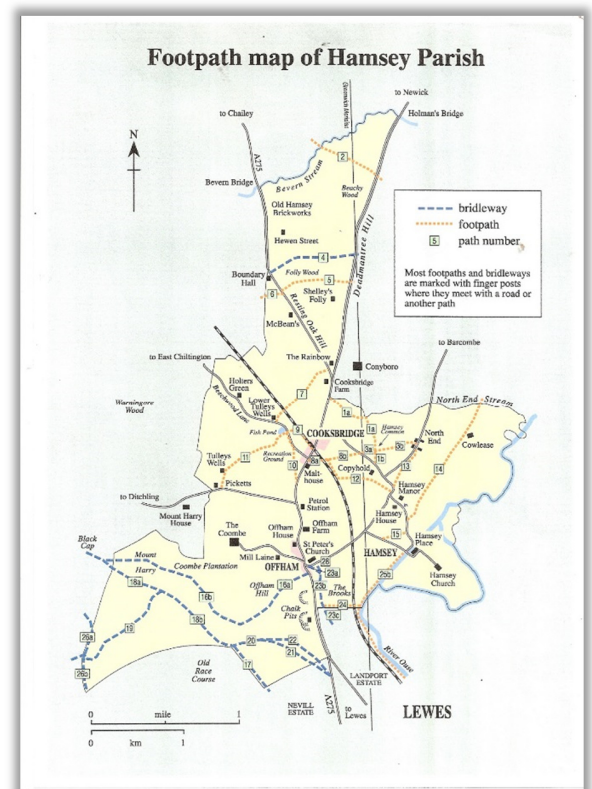 Footpath map of Hamsey Parish
Greenwich Meridian
to Newick
to Chailey
Holman's Bridge
N
A275
2
Bevern Stream
Bevern Bridge
Beachy
Wood
Old Hamsey
Brickworks
Hewen Street
Deadmantree Hill
bridleway
footpath
5
path number
Most footpaths and bridleways
are marked with finger posts
where they meet with a road or
another path
4
Boundary
Hall
Folly Wood
5
6
Shelley's
Folly
Resting Oak Hill
McBean's
to Barcombe
to East Chiltington
The Rainbow
Conyboro
Holters
Green
Cooksbridge
Farm
7
Beechwood Lane
Lower
Tulleys
Wells
Warningore
Wood
North End Stream
1a
1a
Hamsey
Common
Fish Pond
9
COOKSBRIDGE
North
End
Cowlease
3a
3b
Tulleys
Wells
11
Recreation
Ground
10
8a
8b
1b
Malt-
house
Copyhold
13
14
12
Picketts
Hamsey
Manor
to Ditchling
Mount Harry
House
Petrol
Station
Hamsey
House
The
Coombe
Offham
House
Offham
Farm
15
Black
Cap
Mount
Harry
Coombe Plantation
Mill Laine
St Peter's
Church
HAMSEY
Hamsey
Place
OFFHAM
28
23a
25b
Hamsey
Church
18a
16b
Offham
Hill
16a
23b
The
Brooks
24
23c
Chalk
Pits
19
18b
26a
20
22
21
River Ouse
26b
17
Old
Race
Course
LANDPORT
ESTATE
0 mile 1
0 km 1
NEVILL
ESTATE
A275
to
Lewes
LEWES